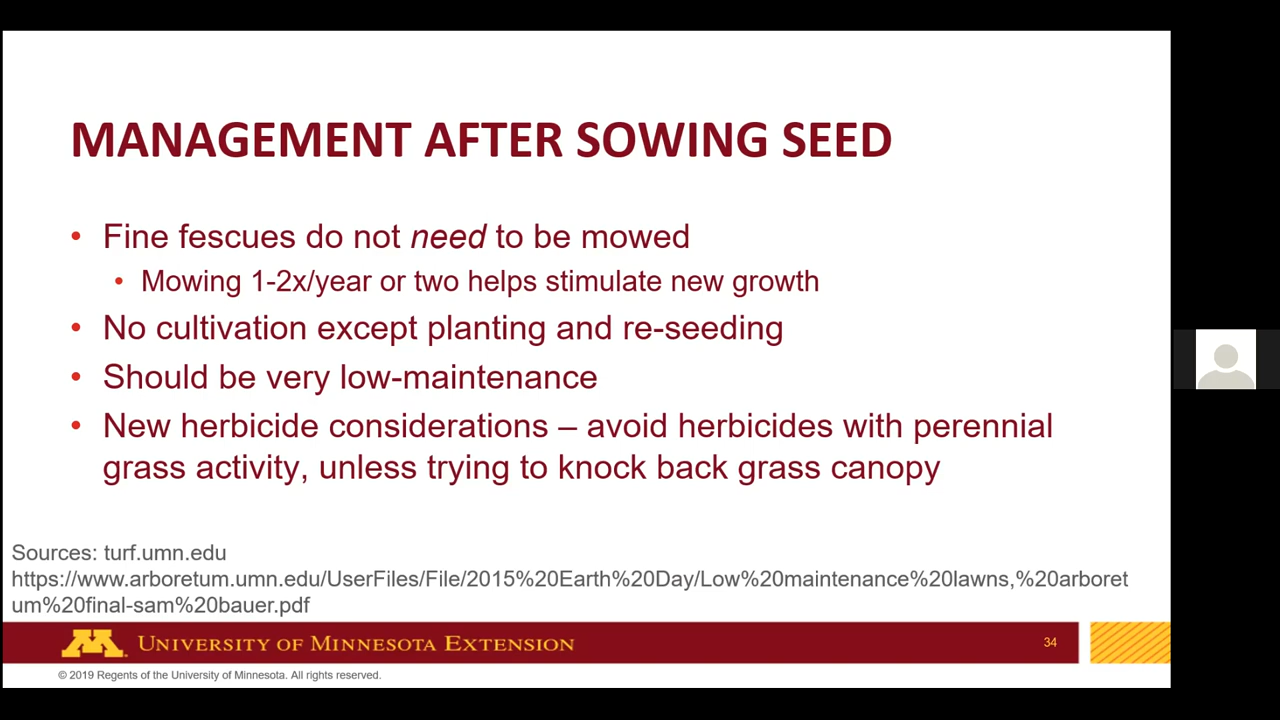 MANAGEMENT AFTER SOWING SEED
• Fine fescues do not need to be mowed
• Mowing 1-2x/year or two helps stimulate new growth
• No cultivation except planting and re-seeding
• Should be very low-maintenance
• New herbicide considerations – avoid herbicides with perennial
grass activity, unless trying to knock back grass canopy
Sources: turf.umn.edu
https://www.arboretum.umn.edu/UserFiles/File/2015%20Earth%20Day/Low%20maintenance%20lawns,%20arboret
um%20final-sam%20bauer.pdf
M UNIVERSITY OF MINNESOTA EXTENSION
34
© 2019 Regents of the University of Minnesota. All rights reserved.